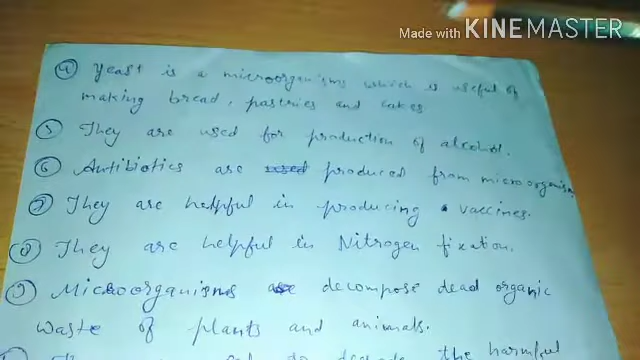 Made with KINEMASTER
④ Yeast is a microorganisms which is useful of
making bread, pastries and cakes
⑤ They are used for production of alcohol.
⑥ Antibiotics are used produced from microorganism
⑦ They are helpful in producing vaccines.
⑧ They are helpful in Nitrogen fixation.
⑨ Microorganisms are decompose dead organic
waste of plants and animals.
the harmful